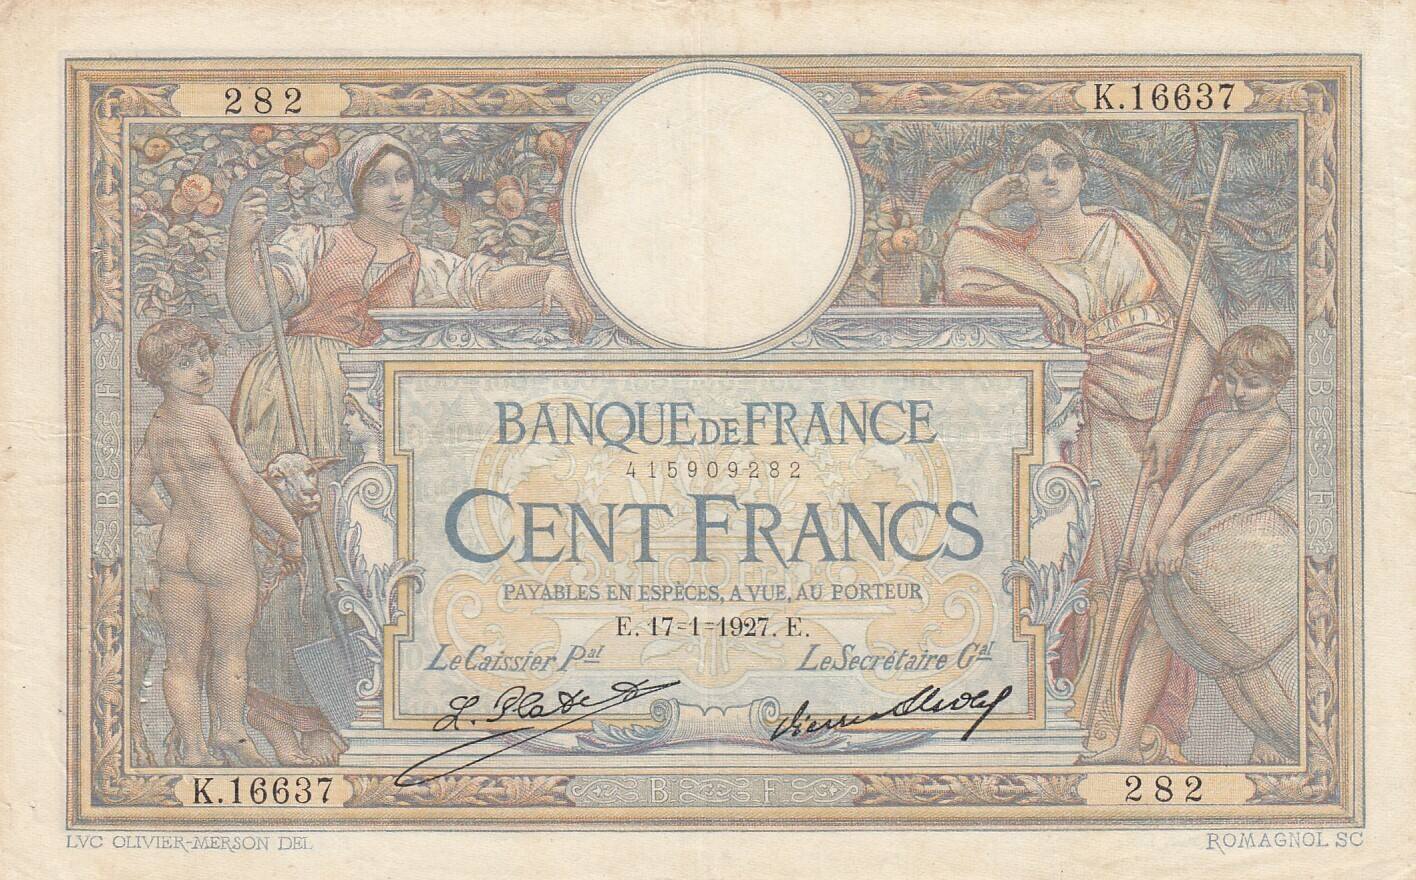 282 K.16637
BANQUE DE FRANCE
415909282
CENT FRANCS
PAYABLES EN ESPÈCES, A VUE, AU PORTEUR
E. 17-1-1927. E.
Le Caissier Pal Le Secrétaire Gal
L. Platet
K.16637 B F 282
B F
B F
LVC OLIVIER-MERSON DEL ROMAGNOL SC